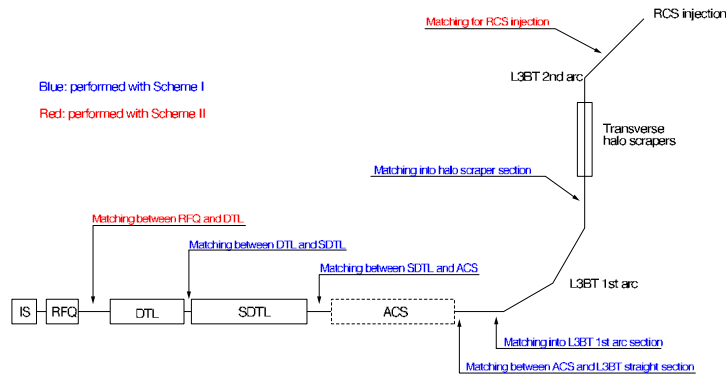 RCS injection
Matching for RCS injection
L3BT 2nd arc
Blue: performed with Scheme I
Red: performed with Scheme II
Transverse
halo scrapers
Matching into halo scraper section
Matching between RFQ and DTL
Matching between DTL and SDTL
Matching between SDTL and ACS
L3BT 1st arc
IS
RFQ
DTL
SDTL
ACS
Matching into L3BT 1st arc section
Matching between ACS and L3BT straight section